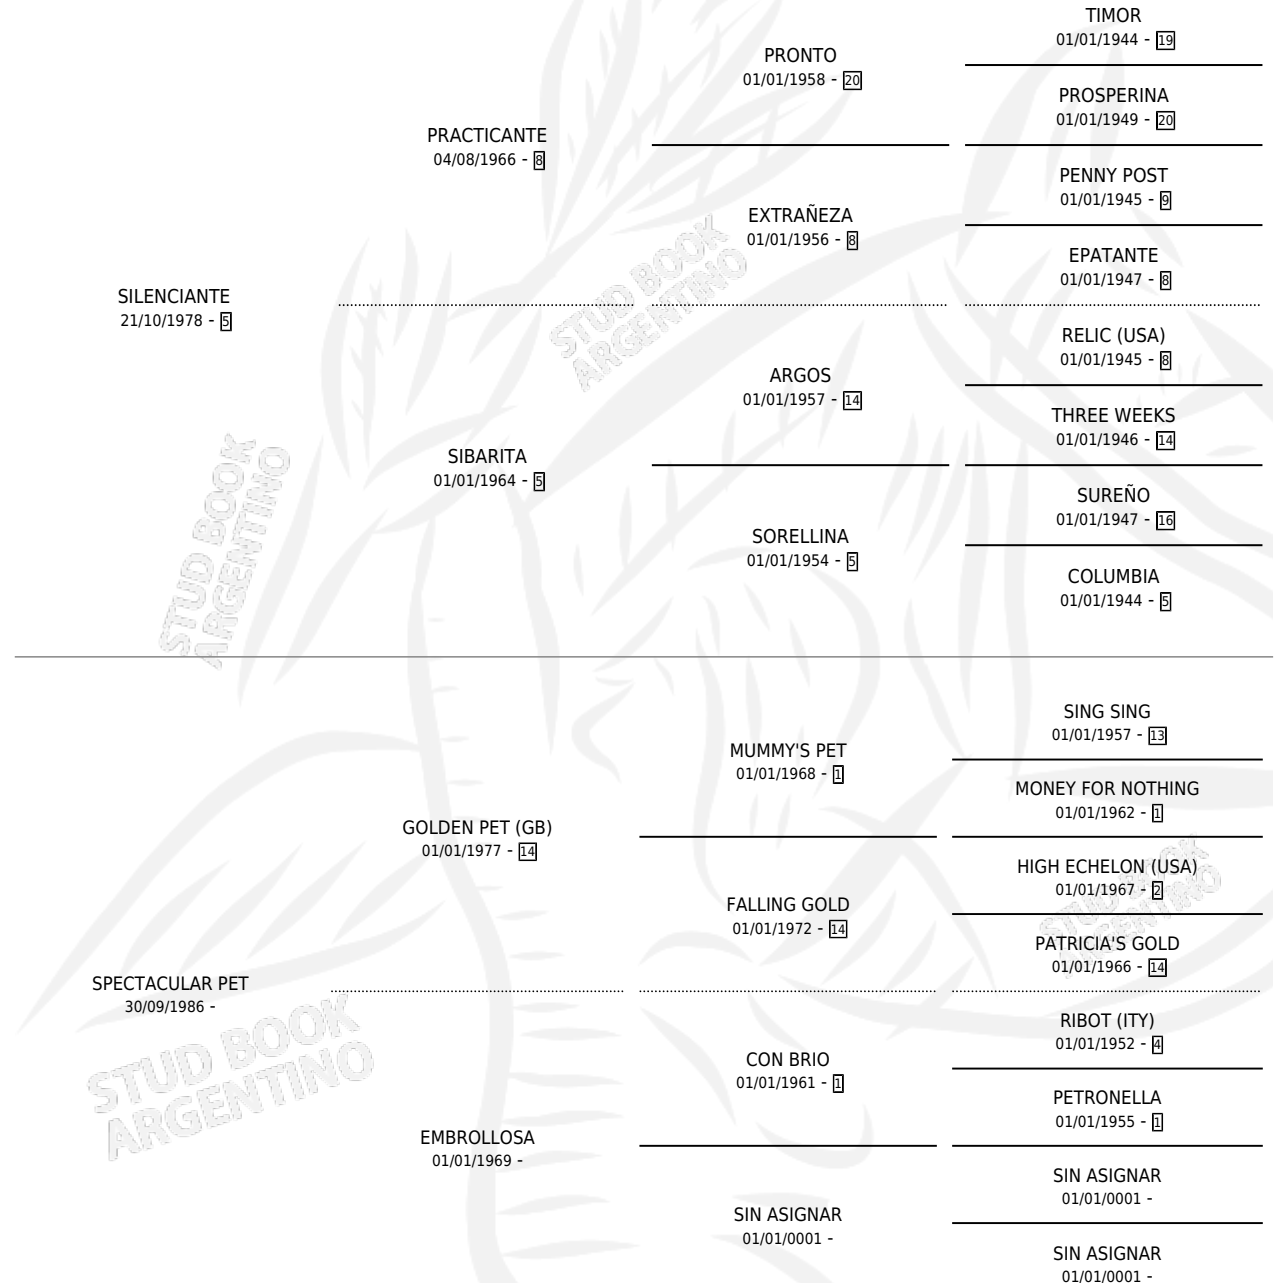 TIMOR
01/01/1944 - 19
PRONTO
01/01/1958 - 20
PROSPERINA
01/01/1949 - 20
PRACTICANTE
04/08/1966 - 8
PENNY POST
01/01/1945 - 9
EXTRAÑEZA
01/01/1956 - 8
EPATANTE
01/01/1947 - 8
SILENCIANTE
21/10/1978 - 5
RELIC (USA)
01/01/1945 - 8
ARGOS
01/01/1957 - 14
THREE WEEKS
01/01/1946 - 14
SIBARITA
01/01/1964 - 5
SUREÑO
01/01/1947 - 16
SORELLINA
01/01/1954 - 5
COLUMBIA
01/01/1944 - 5
STUD BOOK
ARGENTINO
STUD BOOK
ARGENTINO
SING SING
01/01/1957 - 13
MUMMY'S PET
01/01/1968 - 1
MONEY FOR NOTHING
01/01/1962 - 1
GOLDEN PET (GB)
01/01/1977 - 14
HIGH ECHELON (USA)
01/01/1967 - 2
FALLING GOLD
01/01/1972 - 14
PATRICIA'S GOLD
01/01/1966 - 14
SPECTACULAR PET
30/09/1986 -
RIBOT (ITY)
01/01/1952 - 4
CON BRIO
01/01/1961 - 1
PETRONELLA
01/01/1955 - 1
EMBROLLOSA
01/01/1969 -
SIN ASIGNAR
01/01/0001 -
SIN ASIGNAR
01/01/0001 -
SIN ASIGNAR
01/01/0001 -
STUD BOOK
ARGENTINO
STUD BOOK
ARGENTINO